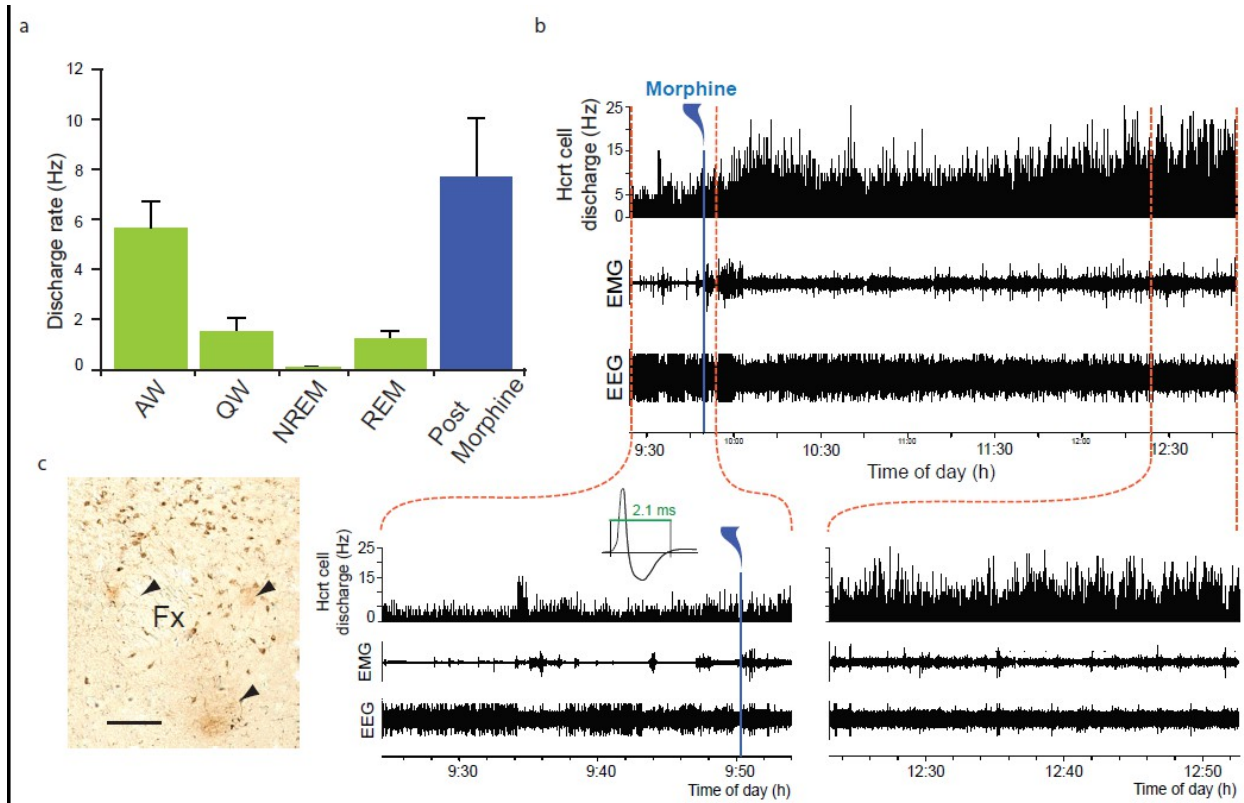 a
12
10
8
6
4
2
0
Discharge rate (Hz)
AW
QW
NREM
REM
Post
Morphine
b
Morphine
25
15
5
0
Hcrt cell
discharge (Hz)
EMG
EEG
9:30
10:00
10:30
11:00
11:30
12:00
12:30
Time of day (h)
c
Fx
2.1 ms
25
15
0
Hcrt cell
discharge (Hz)
EMG
EEG
9:30
9:40
9:50
Time of day (h)
12:30
12:40
12:50
Time of day (h)